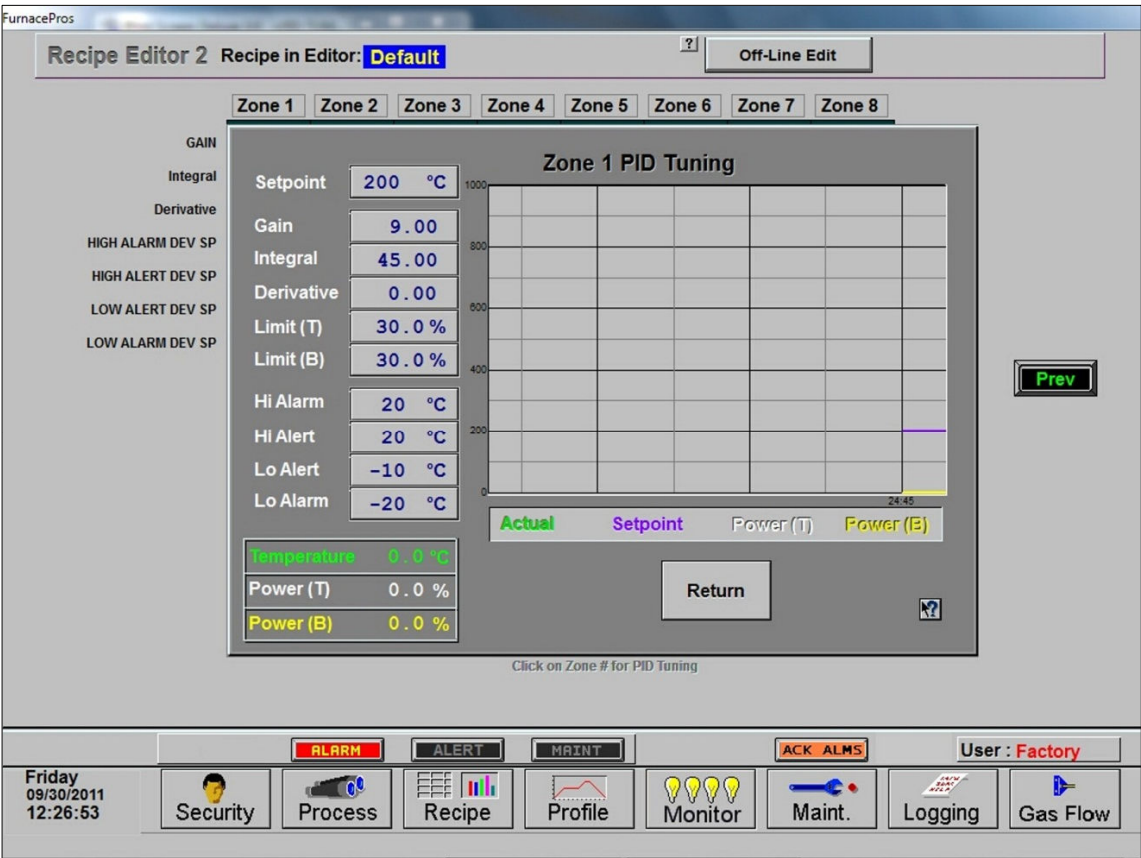 FurnacePros
Recipe Editor 2 Recipe in Editor: Default ? Off-Line Edit
Zone 1 Zone 2 Zone 3 Zone 4 Zone 5 Zone 6 Zone 7 Zone 8
GAIN
Integral
Derivative
HIGH ALARM DEV SP
HIGH ALERT DEV SP
LOW ALERT DEV SP
LOW ALARM DEV SP
Zone 1 PID Tuning
Setpoint 200 °C
Gain 9.00
Integral 45.00
Derivative 0.00
Limit (T) 30.0 %
Limit (B) 30.0 %
Hi Alarm 20 °C
Hi Alert 20 °C
Lo Alert -10 °C
Lo Alarm -20 °C
Temperature 0.0 °C
Power (T) 0.0 %
Power (B) 0.0 %
1000
800
600
400
200
0
24:45
Actual Setpoint Power (T) Power (B)
Return
?
Prev
Click on Zone # for PID Tuning
ALARM ALERT MAINT ACK ALMS User : Factory
Friday
09/30/2011
12:26:53
Security Process Recipe Profile Monitor Maint. Logging Gas Flow